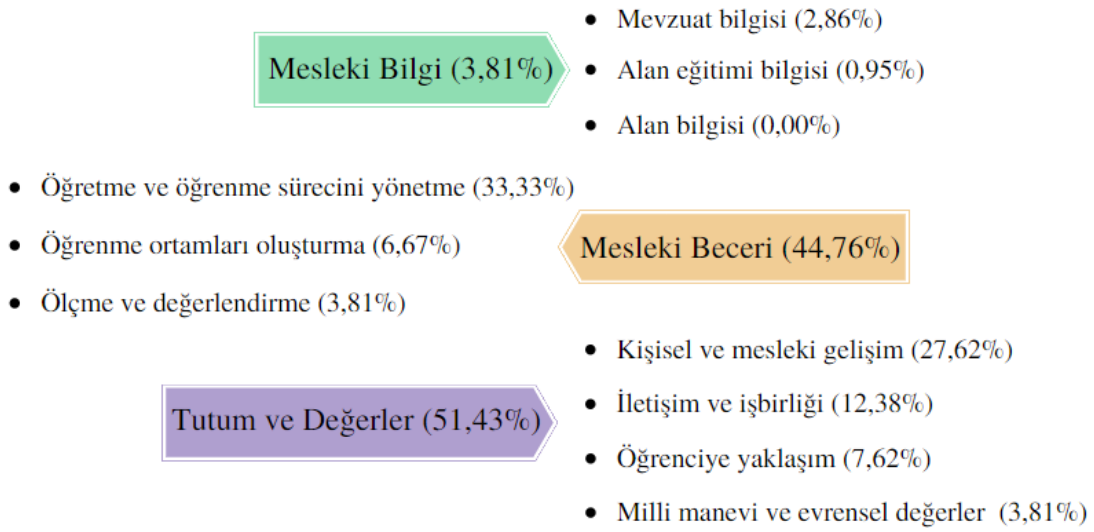 Mesleki Bilgi (3,81%)
• Mevzuat bilgisi (2,86%)
• Alan eğitimi bilgisi (0,95%)
• Alan bilgisi (0,00%)
• Öğretme ve öğrenme sürecini yönetme (33,33%)
• Öğrenme ortamları oluşturma (6,67%)
• Ölçme ve değerlendirme (3,81%)
Mesleki Beceri (44,76%)
Tutum ve Değerler (51,43%)
• Kişisel ve mesleki gelişim (27,62%)
• İletişim ve işbirliği (12,38%)
• Öğrenciye yaklaşım (7,62%)
• Milli manevi ve evrensel değerler (3,81%)